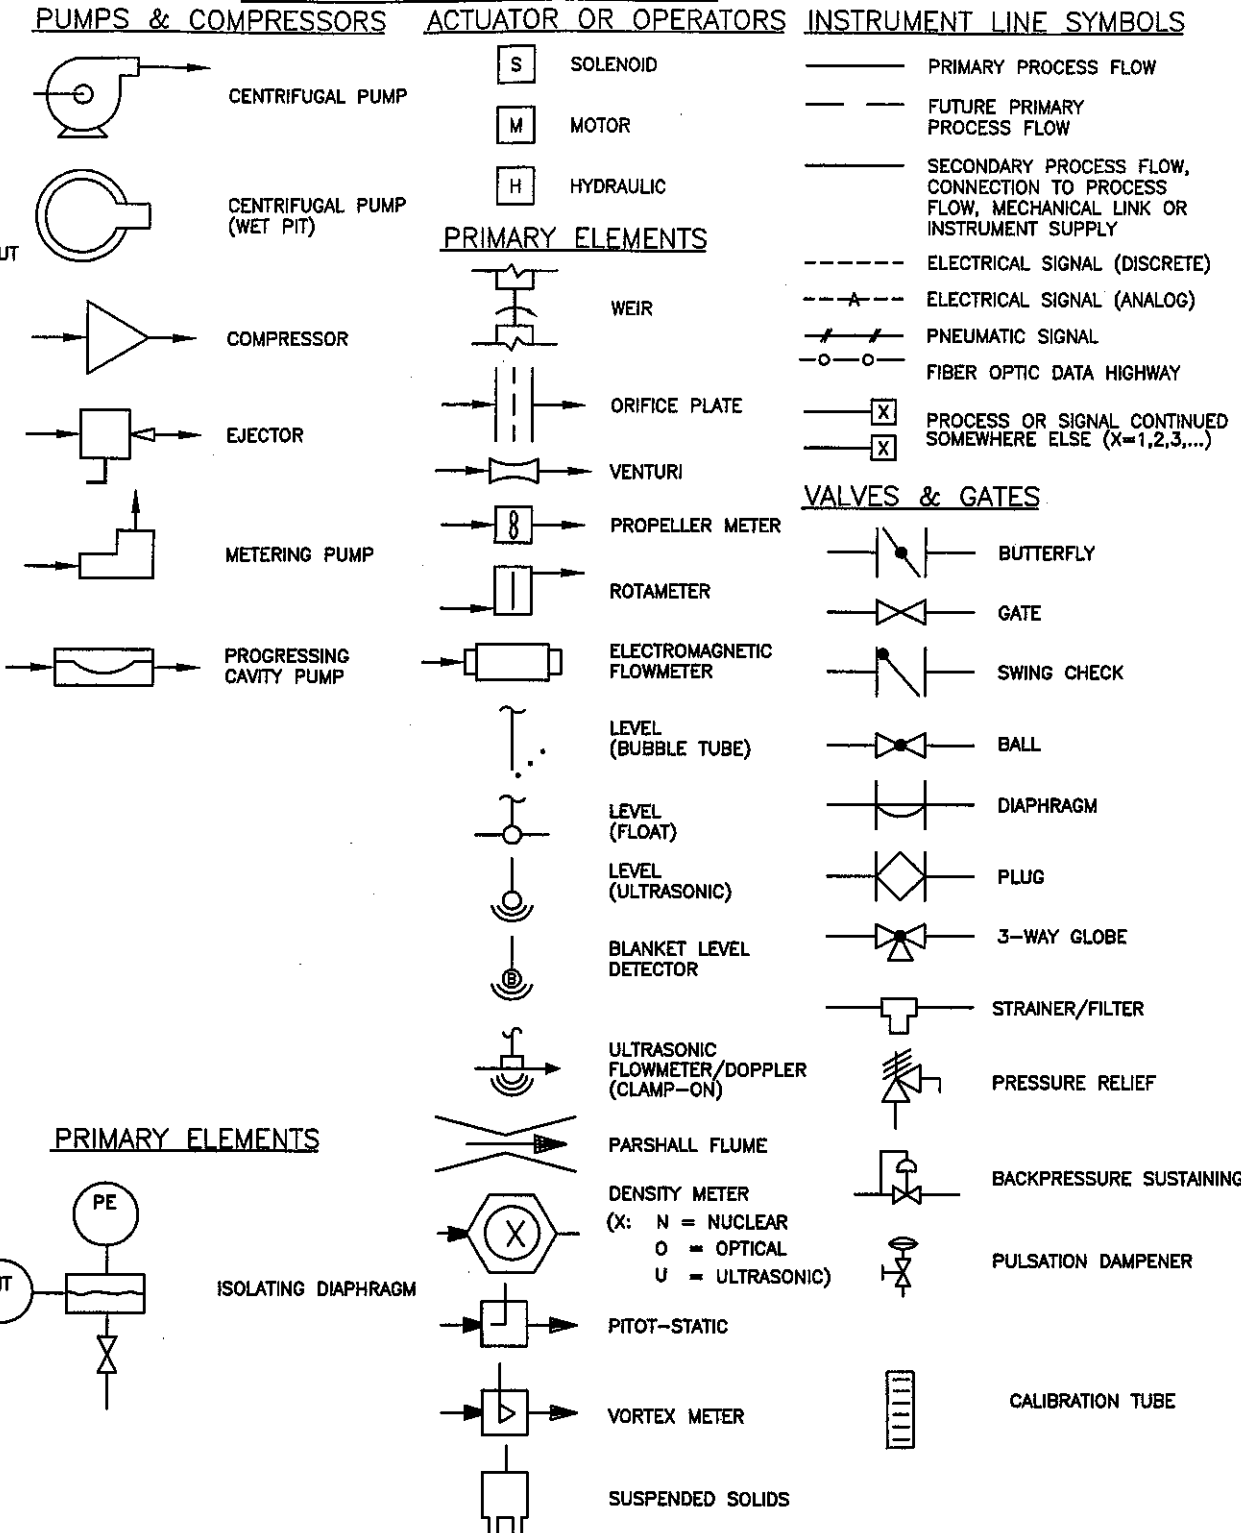 PUMPS & COMPRESSORS
CENTRIFUGAL PUMP
CENTRIFUGAL PUMP
(WET PIT)
UT
COMPRESSOR
EJECTOR
METERING PUMP
PROGRESSING
CAVITY PUMP
PRIMARY ELEMENTS
PE
ISOLATING DIAPHRAGM
ACTUATOR OR OPERATORS
S SOLENOID
M MOTOR
H HYDRAULIC
PRIMARY ELEMENTS
WEIR
ORIFICE PLATE
VENTURI
PROPELLER METER
ROTAMETER
ELECTROMAGNETIC
FLOWMETER
LEVEL
(BUBBLE TUBE)
LEVEL
(FLOAT)
LEVEL
(ULTRASONIC)
BLANKET LEVEL
DETECTOR
B
ULTRASONIC
FLOWMETER/DOPPLER
(CLAMP-ON)
PARSHALL FLUME
DENSITY METER
X
(X: N = NUCLEAR
O = OPTICAL
U = ULTRASONIC)
PITOT-STATIC
VORTEX METER
SUSPENDED SOLIDS
INSTRUMENT LINE SYMBOLS
PRIMARY PROCESS FLOW
FUTURE PRIMARY
PROCESS FLOW
SECONDARY PROCESS FLOW,
CONNECTION TO PROCESS
FLOW, MECHANICAL LINK OR
INSTRUMENT SUPPLY
ELECTRICAL SIGNAL (DISCRETE)
A ELECTRICAL SIGNAL (ANALOG)
PNEUMATIC SIGNAL
FIBER OPTIC DATA HIGHWAY
X PROCESS OR SIGNAL CONTINUED
X SOMEWHERE ELSE (X=1,2,3,...)
VALVES & GATES
BUTTERFLY
GATE
SWING CHECK
BALL
DIAPHRAGM
PLUG
3-WAY GLOBE
STRAINER/FILTER
PRESSURE RELIEF
BACKPRESSURE SUSTAINING
PULSATION DAMPENER
CALIBRATION TUBE